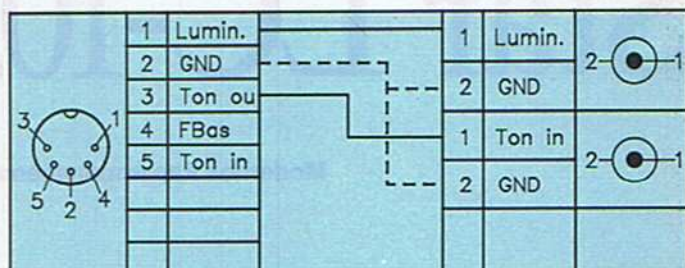 1 Lumin.
2 GND
3 Ton ou
4 FBas
5 Ton in
3
1
5
2
4
1 Lumin.
2 GND
1 Ton in
2 GND
2
1
2
1